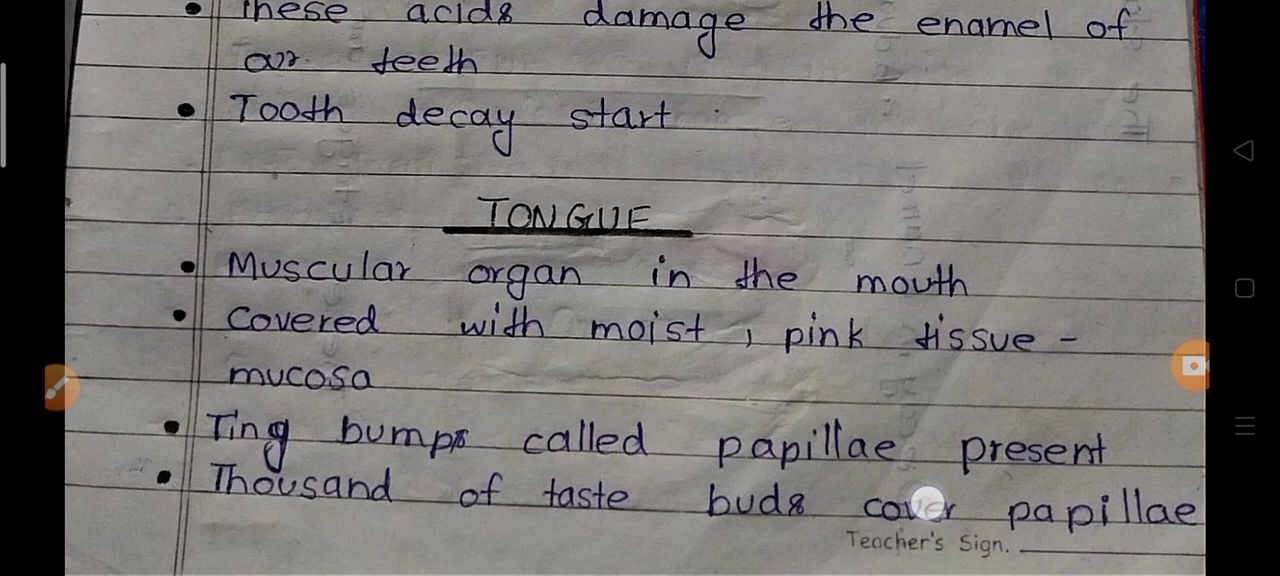 • These acids damage the enamel of
our teeth
• Tooth decay start
TONGUE
• Muscular organ in the mouth
• Covered with moist, pink tissue -
mucosa
• Ting bumps called papillae present
• Thousand of taste buds cover papillae
Teacher's Sign.